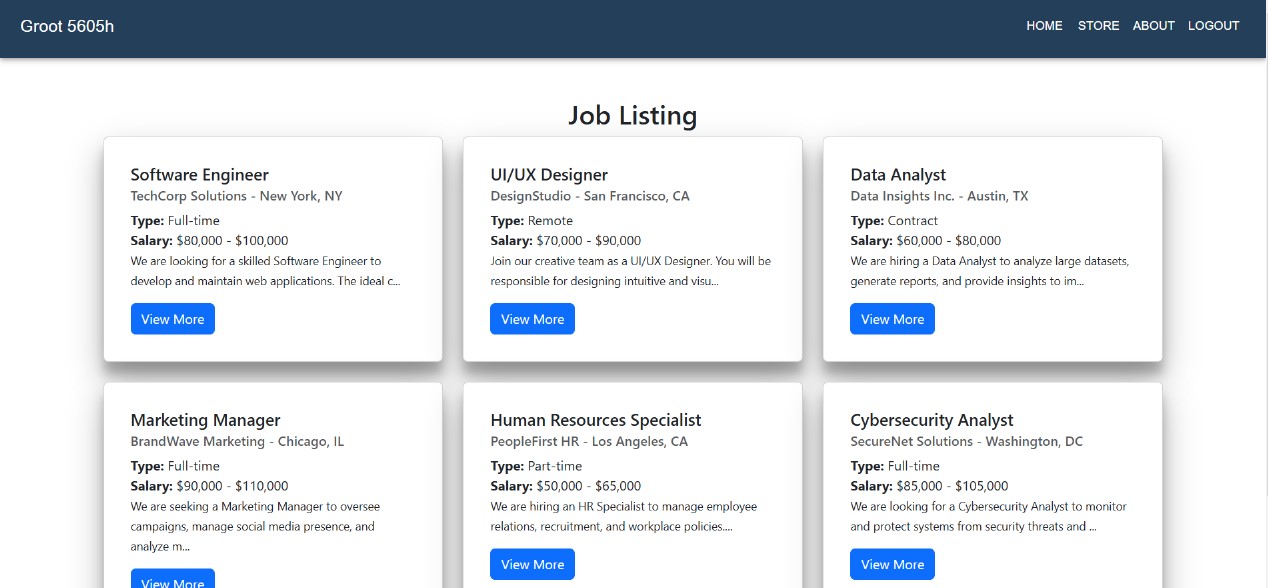 Groot 5605h
HOME STORE ABOUT LOGOUT
Job Listing
Software Engineer
TechCorp Solutions - New York, NY
Type: Full-time
Salary: $80,000 - $100,000
We are looking for a skilled Software Engineer to
develop and maintain web applications. The ideal c...
View More
UI/UX Designer
DesignStudio - San Francisco, CA
Type: Remote
Salary: $70,000 - $90,000
Join our creative team as a UI/UX Designer. You will be
responsible for designing intuitive and visu...
View More
Data Analyst
Data Insights Inc. - Austin, TX
Type: Contract
Salary: $60,000 - $80,000
We are hiring a Data Analyst to analyze large datasets,
generate reports, and provide insights to im...
View More
Marketing Manager
BrandWave Marketing - Chicago, IL
Type: Full-time
Salary: $90,000 - $110,000
We are seeking a Marketing Manager to oversee
campaigns, manage social media presence, and
analyze m...
View More
Human Resources Specialist
PeopleFirst HR - Los Angeles, CA
Type: Part-time
Salary: $50,000 - $65,000
We are hiring an HR Specialist to manage employee
relations, recruitment, and workplace policies....
View More
Cybersecurity Analyst
SecureNet Solutions - Washington, DC
Type: Full-time
Salary: $85,000 - $105,000
We are looking for a Cybersecurity Analyst to monitor
and protect systems from security threats and ...
View More